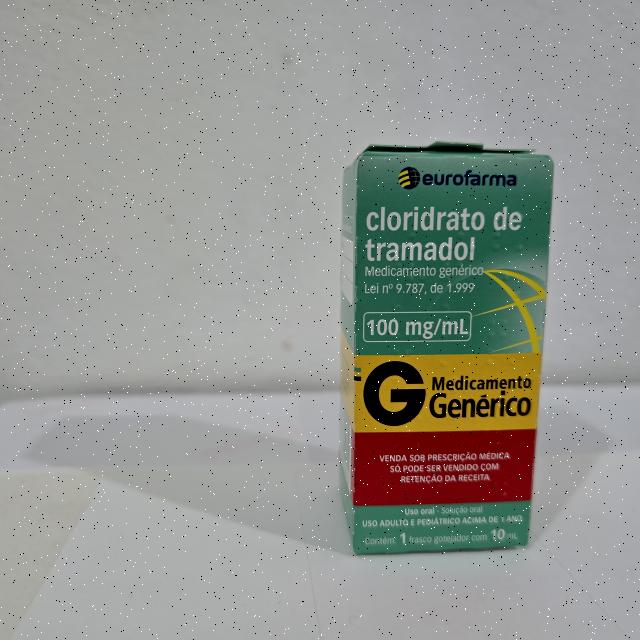 eurofarma
cloridrato de
tramadol
Medicamento genérico
Lei nº 9.787, de 1.999
100 mg/mL
G Medicamento
Genérico
VENDA SOB PRESCRIÇÃO MÉDICA
SÓ PODE SER VENDIDO COM
RETENÇÃO DA RECEITA
Uso oral - Solução oral
USO ADULTO E PEDIÁTRICO ACIMA DE 1 ANO
Contém: 1 frasco gotejador com 10 mL